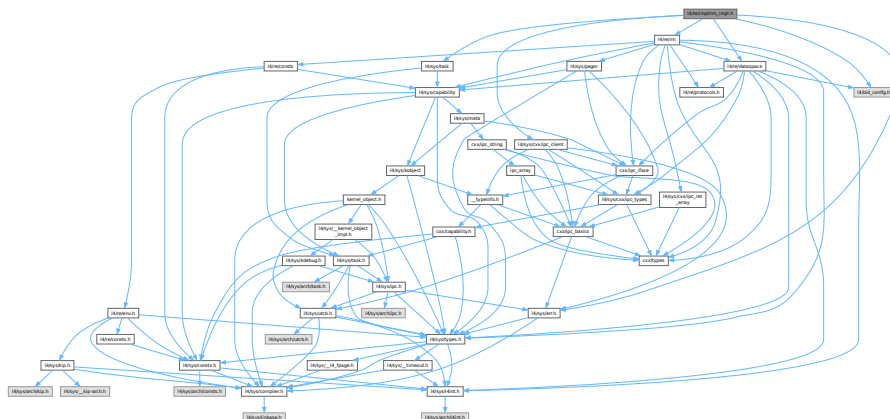 l4/re/impl/rm_impl.h
l4/re/rm
l4/re/consts
l4/sys/task
l4/sys/pager
l4/re/dataspace
l4/sys/capability
l4/re/protocols.h
l4/bid_config.h
l4/sys/meta
cxx/ipc_string
l4/sys/cxx/ipc_client
l4/sys/kobject
ipc_array
cxx/ipc_iface
kernel_object.h
__typeinfo.h
l4/sys/cxx/ipc_types
l4/sys/cxx/ipc_ret
_array
l4/sys/__kernel_object
_impl.h
cxx/capability.h
cxx/ipc_basics
l4/sys/kdebug.h
l4/sys/task.h
cxx/types
l4/sys/arch/task.h
l4/sys/ipc.h
l4/re/env.h
l4/sys/utcb.h
l4/sys/arch/ipc.h
l4/sys/err.h
l4/re/consts.h
l4/sys/arch/utcb.h
l4/sys/types.h
l4/sys/kip.h
l4/sys/consts.h
l4/sys/__l4_fpage.h
l4/sys/__timeout.h
l4/sys/arch/kip.h
l4/sys/__kip-arch.h
l4/sys/arch/consts.h
l4/sys/compiler.h
l4/sys/l4int.h
l4/sys/linkage.h
l4/sys/arch/l4int.h